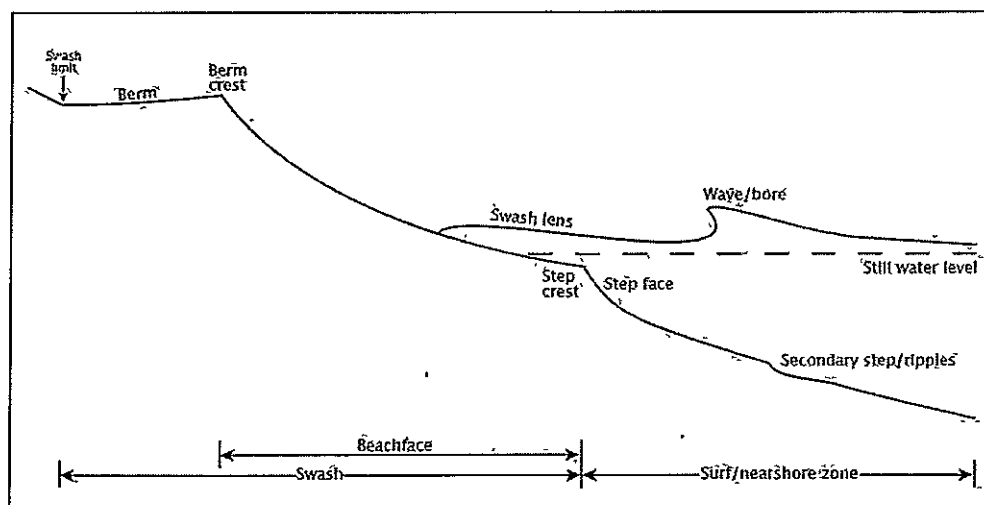 Swash
limit
Berm
Berm
crest
Wave/bore
Swash lens
Still water level
Step
crest
Step face
Secondary step/ripples
Beachface
Swash
Surf/nearshore zone